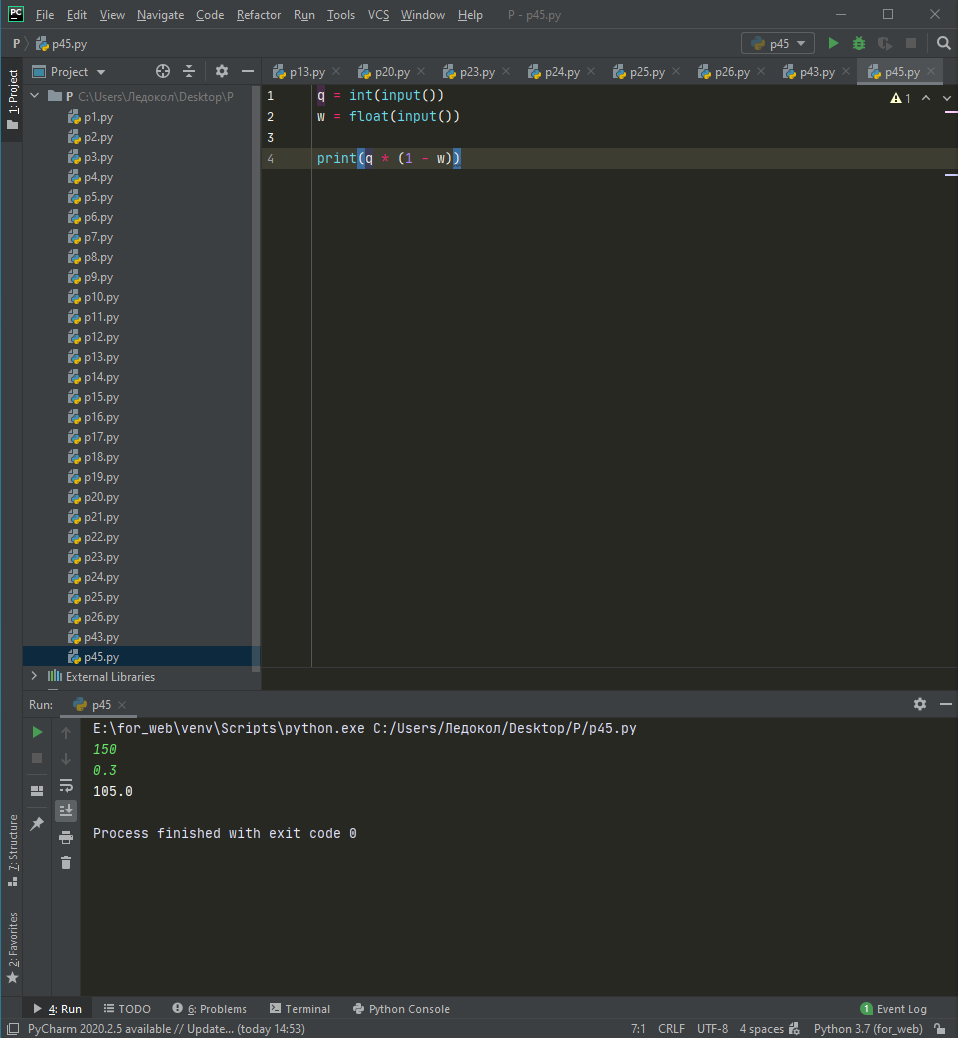 PC File Edit View Navigate Code Refactor Run Tools VCS Window Help P - p45.py
P p45.py p45
1: Project
Project p13.py p20.py p23.py p24.py p25.py p26.py p43.py p45.py
P C:\Users\Ледокол\Desktop\P
p1.py
p2.py
p3.py
p4.py
p5.py
p6.py
p7.py
p8.py
p9.py
p10.py
p11.py
p12.py
p13.py
p14.py
p15.py
p16.py
p17.py
p18.py
p19.py
p20.py
p21.py
p22.py
p23.py
p24.py
p25.py
p26.py
p43.py
p45.py
External Libraries
1 q = int(input())
2 w = float(input())
3
4 print(q * (1 - w))
1
Run: p45
E:\for_web\venv\Scripts\python.exe C:/Users/Ледокол/Desktop/P/p45.py
150
0.3
105.0
Process finished with exit code 0
7: Structure
2: Favorites
4: Run TODO 6: Problems Terminal Python Console 1 Event Log
PyCharm 2020.2.5 available // Update... (today 14:53) 7:1 CRLF UTF-8 4 spaces Python 3.7 (for_web)